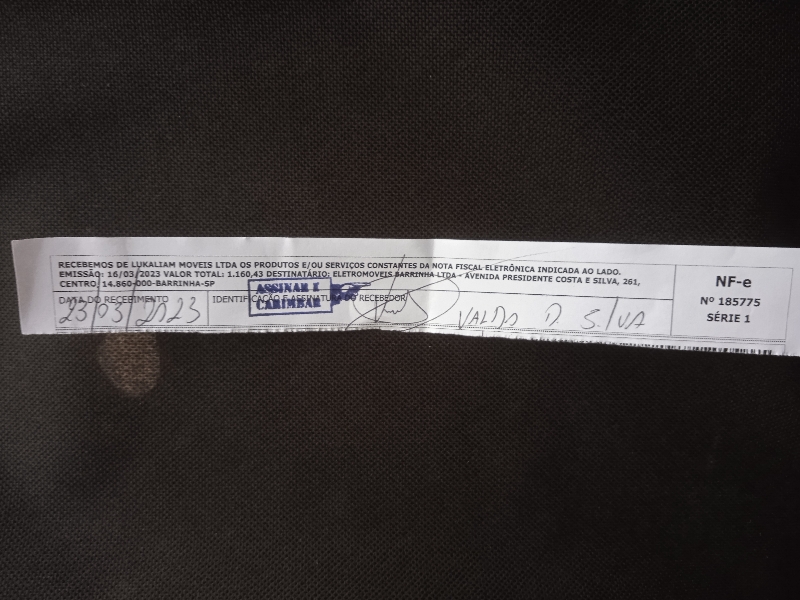 RECEBEMOS DE LUKALIAM MOVEIS LTDA OS PRODUTOS E/OU SERVIÇOS CONSTANTES DA NOTA FISCAL ELETRÔNICA INDICADA AO LADO.
EMISSÃO: 16/03/2023 VALOR TOTAL: 1.160,43 DESTINATÁRIO: ELETROMOVEIS BARRINHA LTDA - AVENIDA PRESIDENTE COSTA E SILVA, 261,
CENTRO, 14.860-000-BARRINHA-SP
DATA DO RECEBIMENTO
23/03/2023
IDENTIFICAÇÃO E ASSINATURA DO RECEBEDOR
ASSINAR E
CARIMBAR
D. SILVA
NF-e
Nº 185775
SÉRIE 1